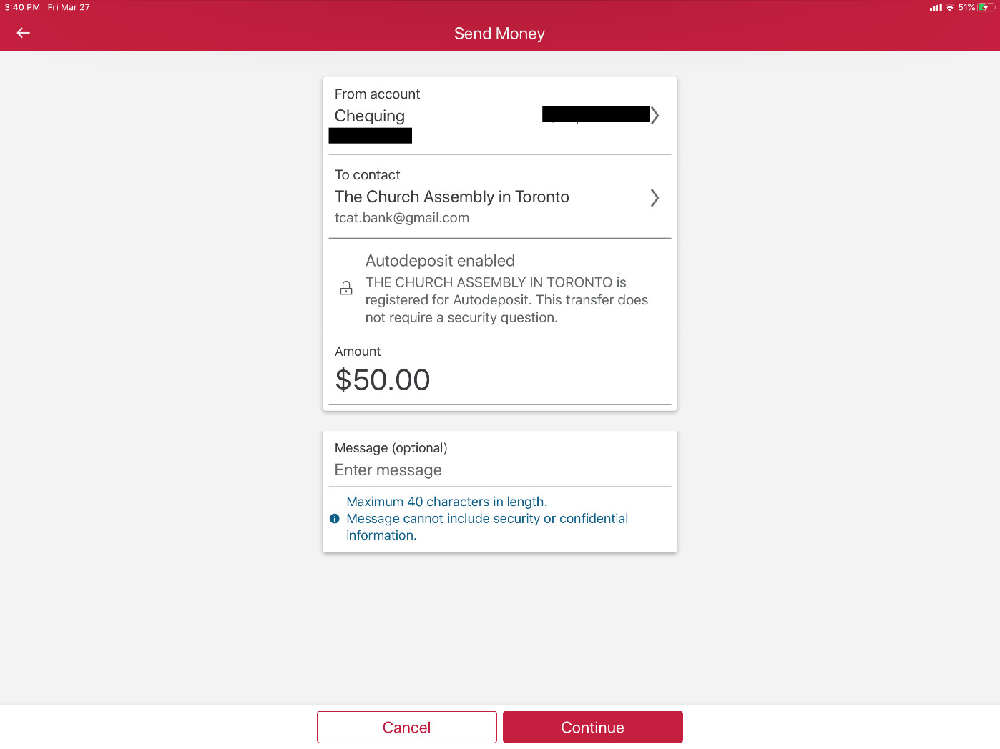 3:40 PM Fri Mar 27
51%
Send Money
From account
Chequing
To contact
The Church Assembly in Toronto
tcat.bank@gmail.com
Autodeposit enabled
THE CHURCH ASSEMBLY IN TORONTO is
registered for Autodeposit. This transfer does
not require a security question.
Amount
$50.00
Message (optional)
Enter message
Maximum 40 characters in length.
Message cannot include security or confidential
information.
Cancel
Continue